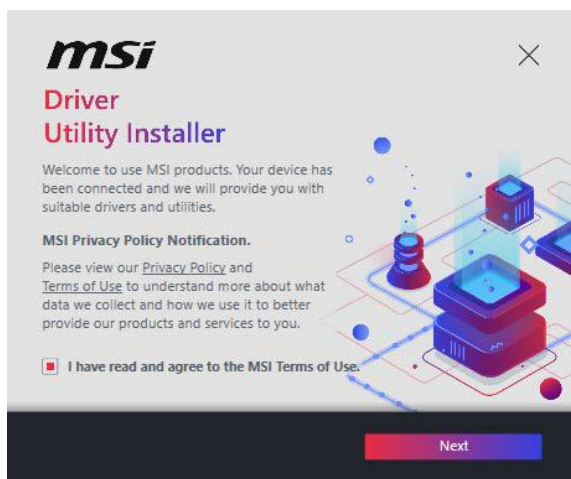 msi
Driver
Utility Installer
Welcome to use MSI products. Your device has
been connected and we will provide you with
suitable drivers and utilities.
MSI Privacy Policy Notification.
Please view our Privacy Policy and
Terms of Use to understand more about what
data we collect and how we use it to better
provide our products and services to you.
I have read and agree to the MSI Terms of Use.
Next